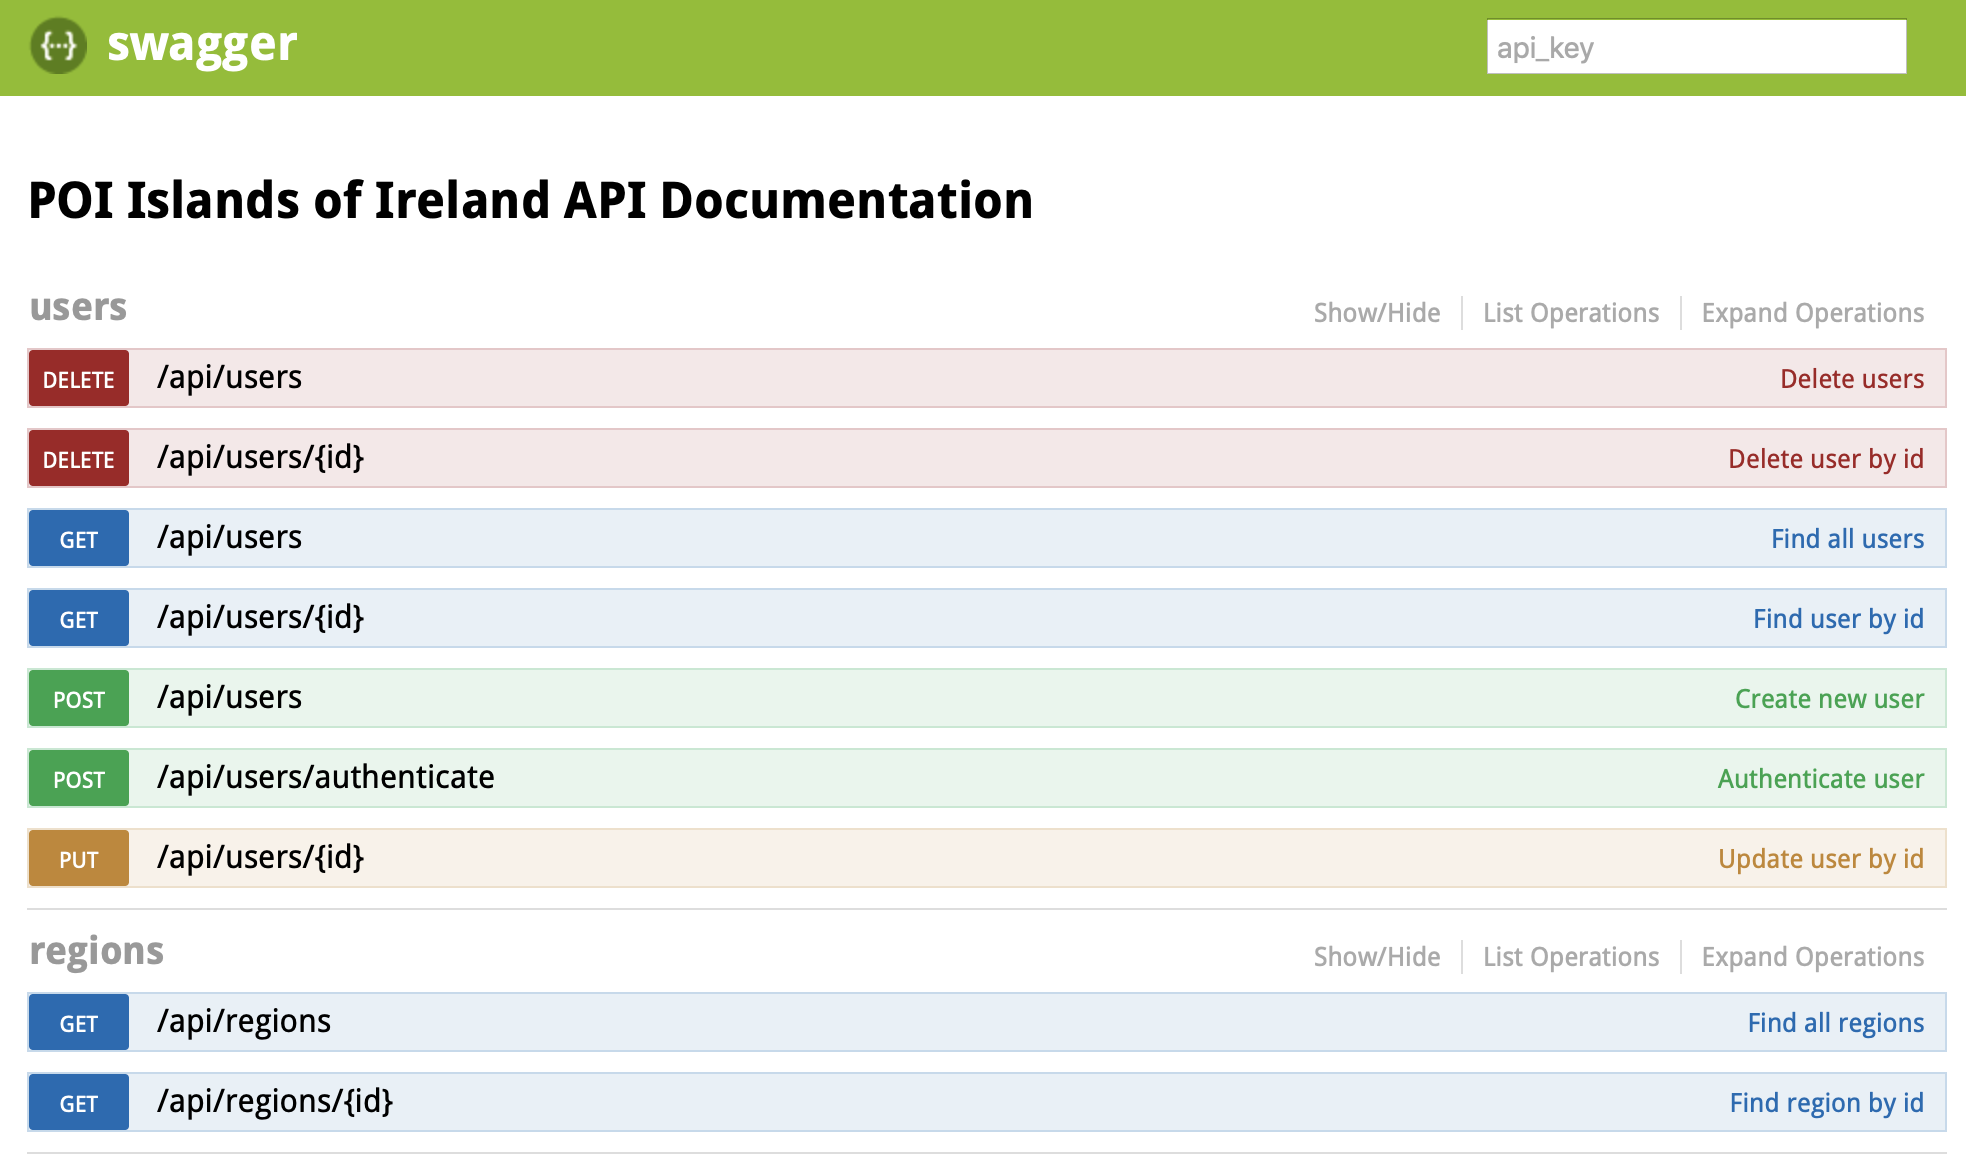 {···} swagger api_key
POI Islands of Ireland API Documentation
users Show/Hide List Operations Expand Operations
DELETE /api/users Delete users
DELETE /api/users/{id} Delete user by id
GET /api/users Find all users
GET /api/users/{id} Find user by id
POST /api/users Create new user
POST /api/users/authenticate Authenticate user
PUT /api/users/{id} Update user by id
regions Show/Hide List Operations Expand Operations
GET /api/regions Find all regions
GET /api/regions/{id} Find region by id